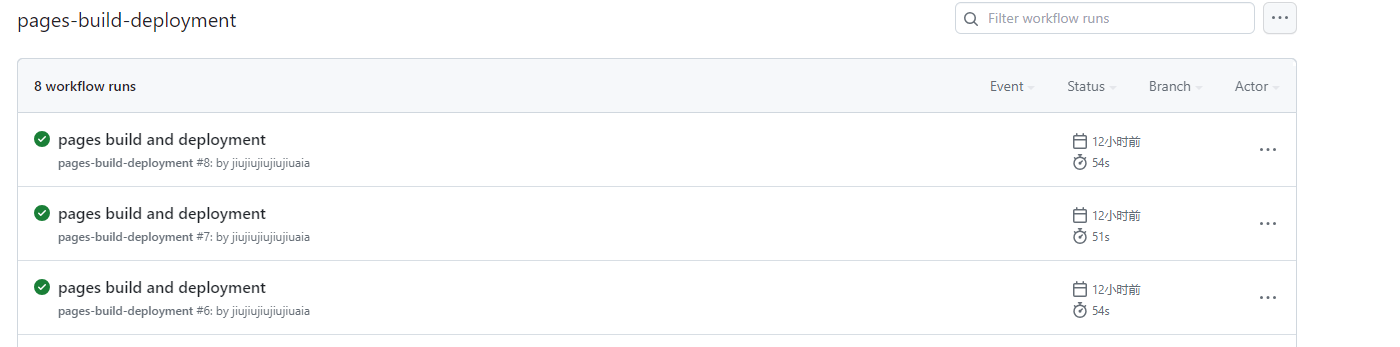 pages-build-deployment
Filter workflow runs
8 workflow runs
Event
Status
Branch
Actor
pages build and deployment
12小时前
pages-build-deployment #8: by jiujiujiujiujiuaia
54s
pages build and deployment
12小时前
pages-build-deployment #7: by jiujiujiujiujiuaia
51s
pages build and deployment
12小时前
pages-build-deployment #6: by jiujiujiujiujiuaia
54s